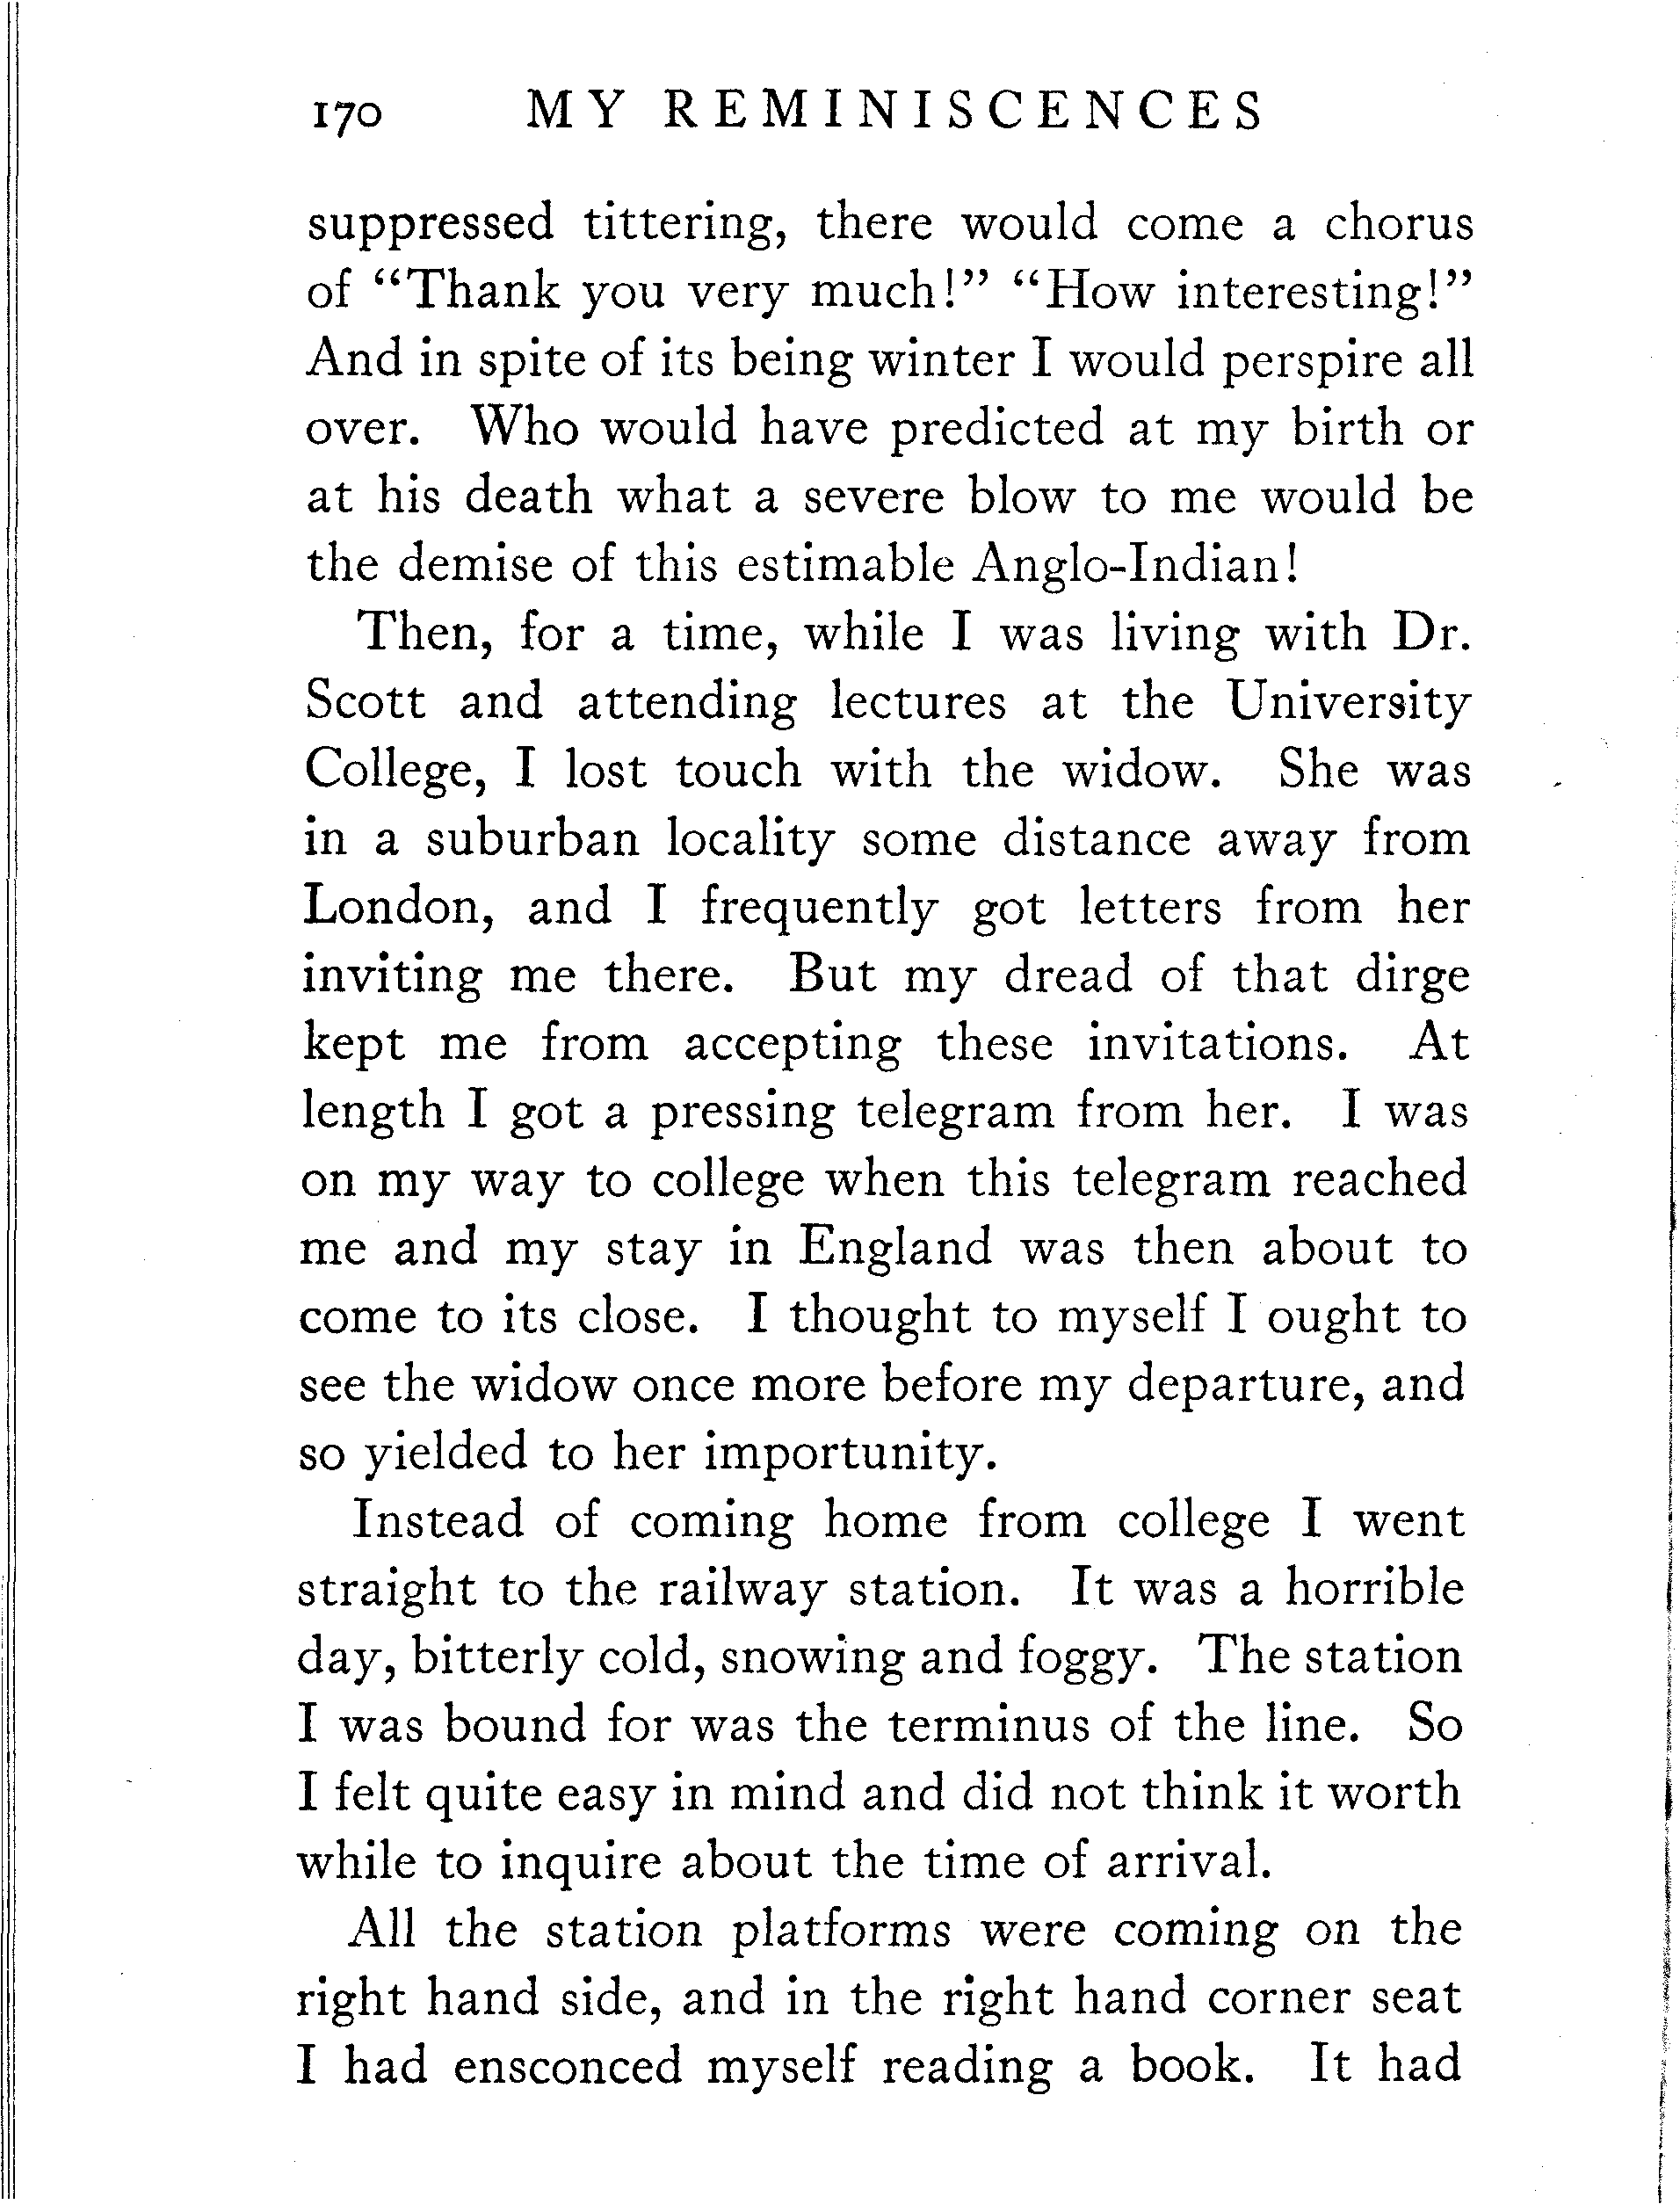 170 MY REMINISCENCES
suppressed tittering, there would come a chorus
of “Thank you very much!” “How interesting!”
And in spite of its being winter I would perspire all
over. Who would have predicted at my birth or
at his death what a severe blow to me would be
the demise of this estimable Anglo-Indian!
Then, for a time, while I was living with Dr.
Scott and attending lectures at the University
College, I lost touch with the widow. She was
in a suburban locality some distance away from
London, and I frequently got letters from her
inviting me there. But my dread of that dirge
kept me from accepting these invitations. At
length I got a pressing telegram from her. I was
on my way to college when this telegram reached
me and my stay in England was then about to
come to its close. I thought to myself I ought to
see the widow once more before my departure, and
so yielded to her importunity.
Instead of coming home from college I went
straight to the railway station. It was a horrible
day, bitterly cold, snowing and foggy. The station
I was bound for was the terminus of the line. So
I felt quite easy in mind and did not think it worth
while to inquire about the time of arrival.
All the station platforms were coming on the
right hand side, and in the right hand corner seat
I had ensconced myself reading a book. It had